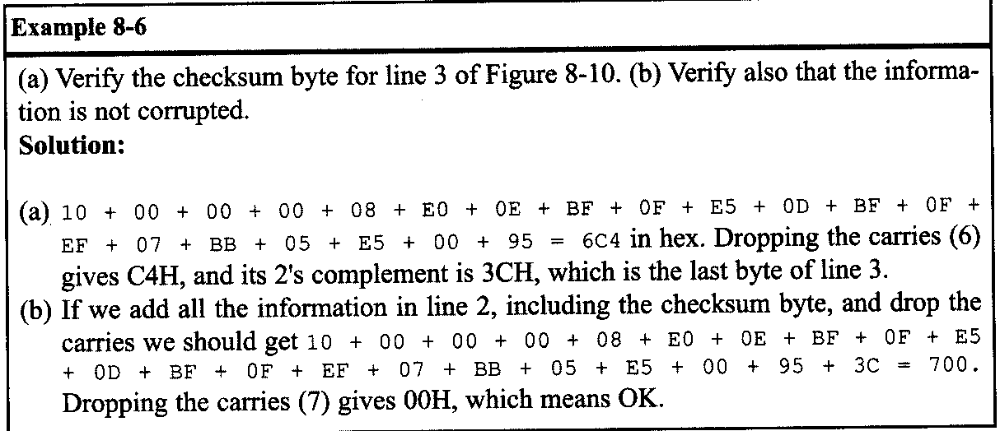 Example 8-6
(a) Verify the checksum byte for line 3 of Figure 8-10. (b) Verify also that the informa-
tion is not corrupted.
Solution:
(a) 10 + 00 + 00 + 00 + 08 + E0 + 0E + BF + 0F + E5 + 0D + BF + 0F +
EF + 07 + BB + 05 + E5 + 00 + 95 = 6C4 in hex. Dropping the carries (6)
gives C4H, and its 2's complement is 3CH, which is the last byte of line 3.
(b) If we add all the information in line 2, including the checksum byte, and drop the
carries we should get 10 + 00 + 00 + 00 + 08 + E0 + 0E + BF + 0F + E5
+ 0D + BF + 0F + EF + 07 + BB + 05 + E5 + 00 + 95 + 3C = 700.
Dropping the carries (7) gives 00H, which means OK.